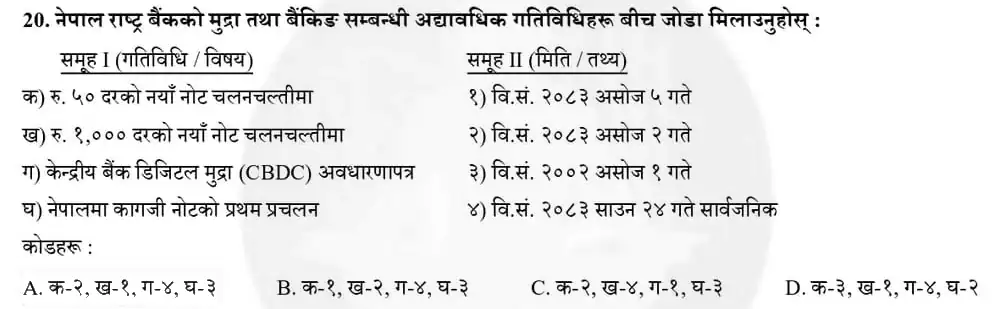 20. नेपाल राष्ट्र बैंकको मुद्रा तथा बैंकिङ सम्बन्धी अद्यावधिक गतिविधिहरू बीच जोडा मिलाउनुहोस् :
समूह I (गतिविधि / विषय) समूह II (मिति / तथ्य)
क) रु. ५० दरको नयाँ नोट चलनचल्तीमा १) वि.सं. २०८३ असोज ५ गते
ख) रु. १,००० दरको नयाँ नोट चलनचल्तीमा २) वि.सं. २०८३ असोज २ गते
ग) केन्द्रीय बैंक डिजिटल मुद्रा (CBDC) अवधारणापत्र ३) वि.सं. २००२ असोज १ गते
घ) नेपालमा कागजी नोटको प्रथम प्रचलन ४) वि.सं. २०८३ साउन २४ गते सार्वजनिक
कोडहरू :
A. क-२, ख-१, ग-४, घ-३ B. क-१, ख-२, ग-४, घ-३ C. क-२, ख-४, ग-१, घ-३ D. क-३, ख-१, ग-४, घ-२